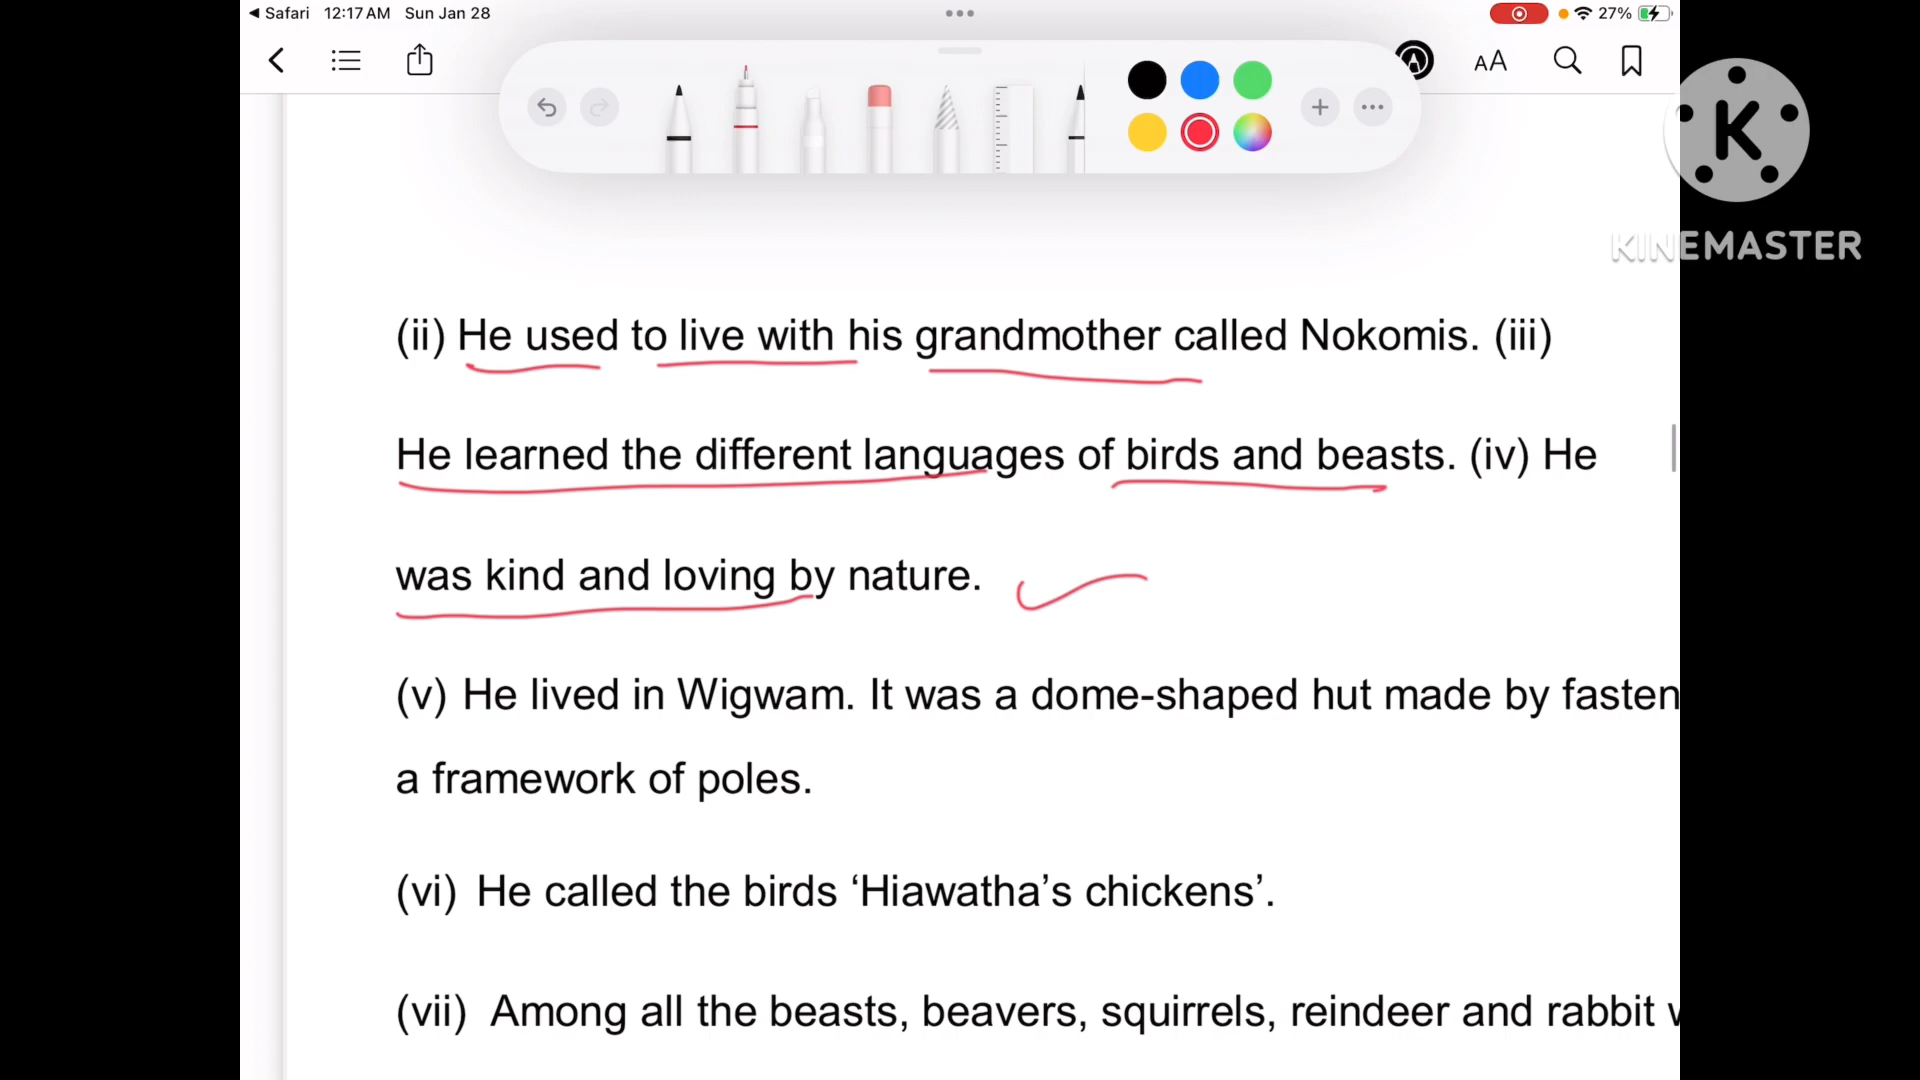 Safari 12:17 AM Sun Jan 28
27%
AA
K
KINEMASTER
(ii) He used to live with his grandmother called Nokomis. (iii)
He learned the different languages of birds and beasts. (iv) He
was kind and loving by nature.
(v) He lived in Wigwam. It was a dome-shaped hut made by fasten
a framework of poles.
(vi) He called the birds ‘Hiawatha’s chickens’.
(vii) Among all the beasts, beavers, squirrels, reindeer and rabbit